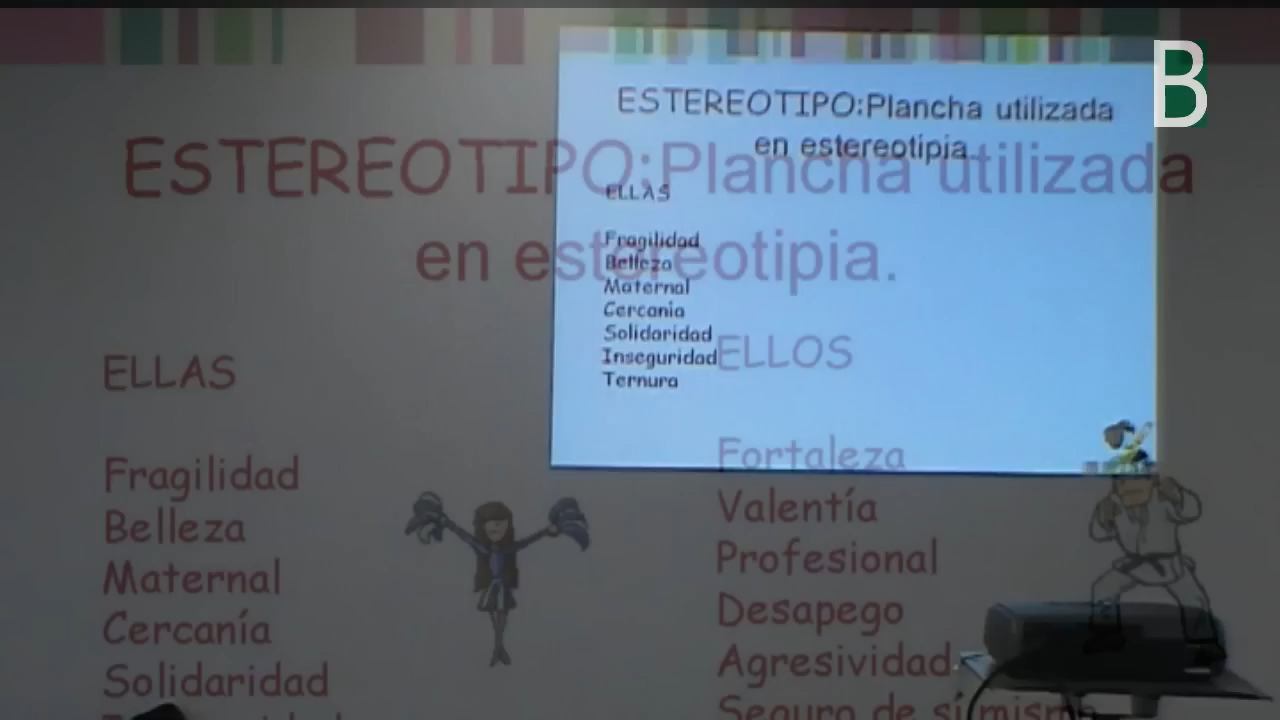 B
ESTEREOTIPO:Plancha utilizada
en estereotipia.
ELLAS
Fragilidad
Belleza
Maternal
Cercanía
Solidaridad
Inseguridad
Ternura
ESTEREOTIPO:Plancha utilizada
en estereotipia.
ELLAS
Fragilidad
Belleza
Maternal
Cercanía
Solidaridad
ELLOS
Fortaleza
Valentía
Profesional
Desapego
Agresividad
Seguro de sí mismo